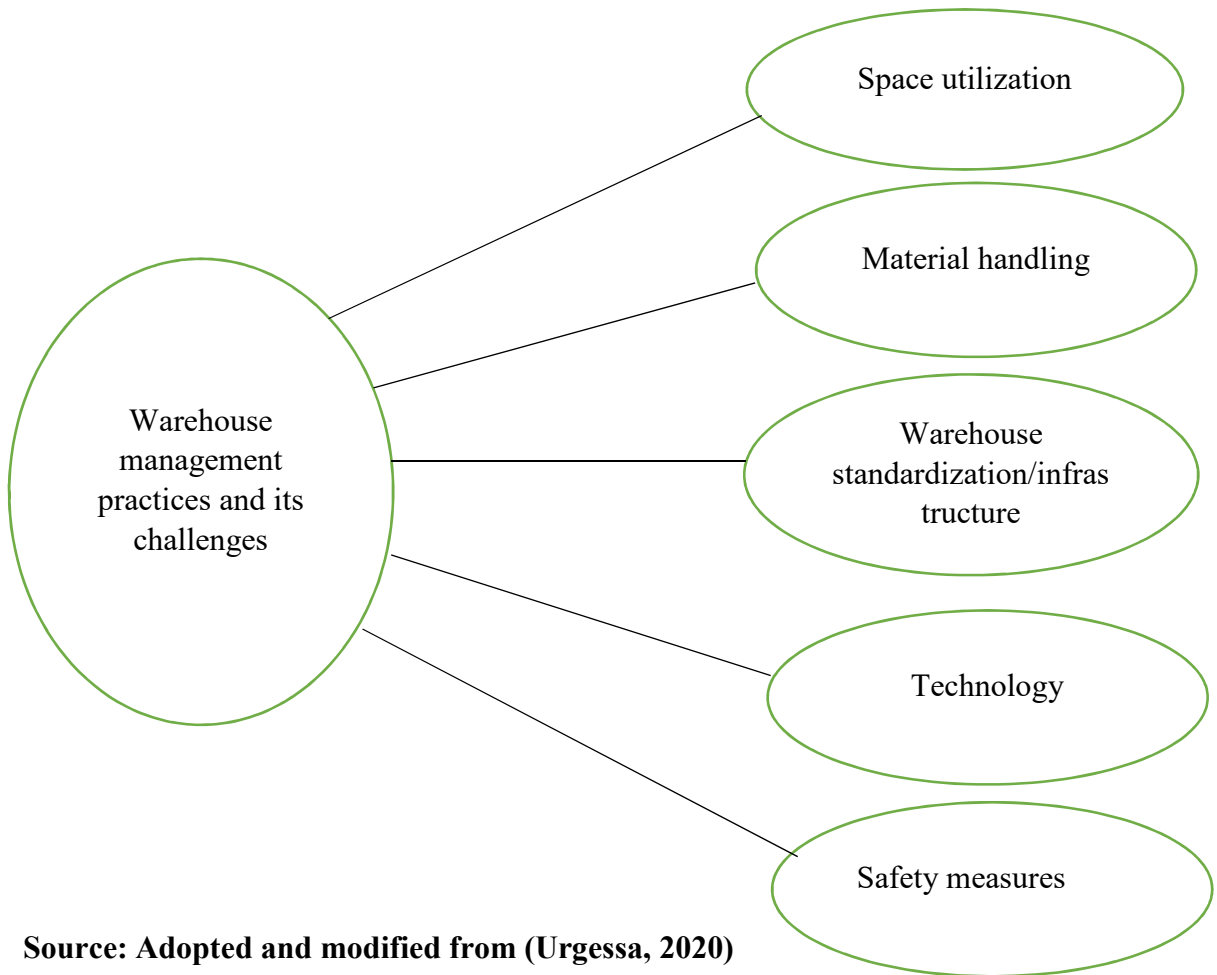 Space utilization
Material handling
Warehouse
management
practices and its
challenges
Warehouse
standardization/infras
tructure
Technology
Safety measures
Source: Adopted and modified from (Urgessa, 2020)